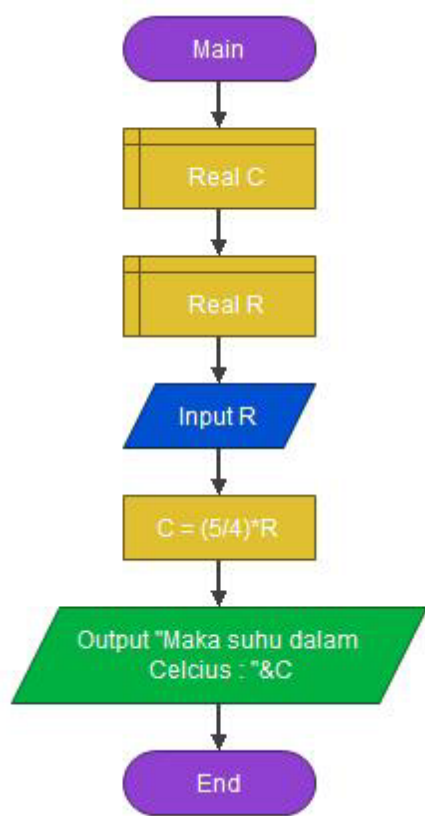 Main
Real C
Real R
Input R
C = (5/4)*R
Output "Maka suhu dalam
Celcius : "&C
End